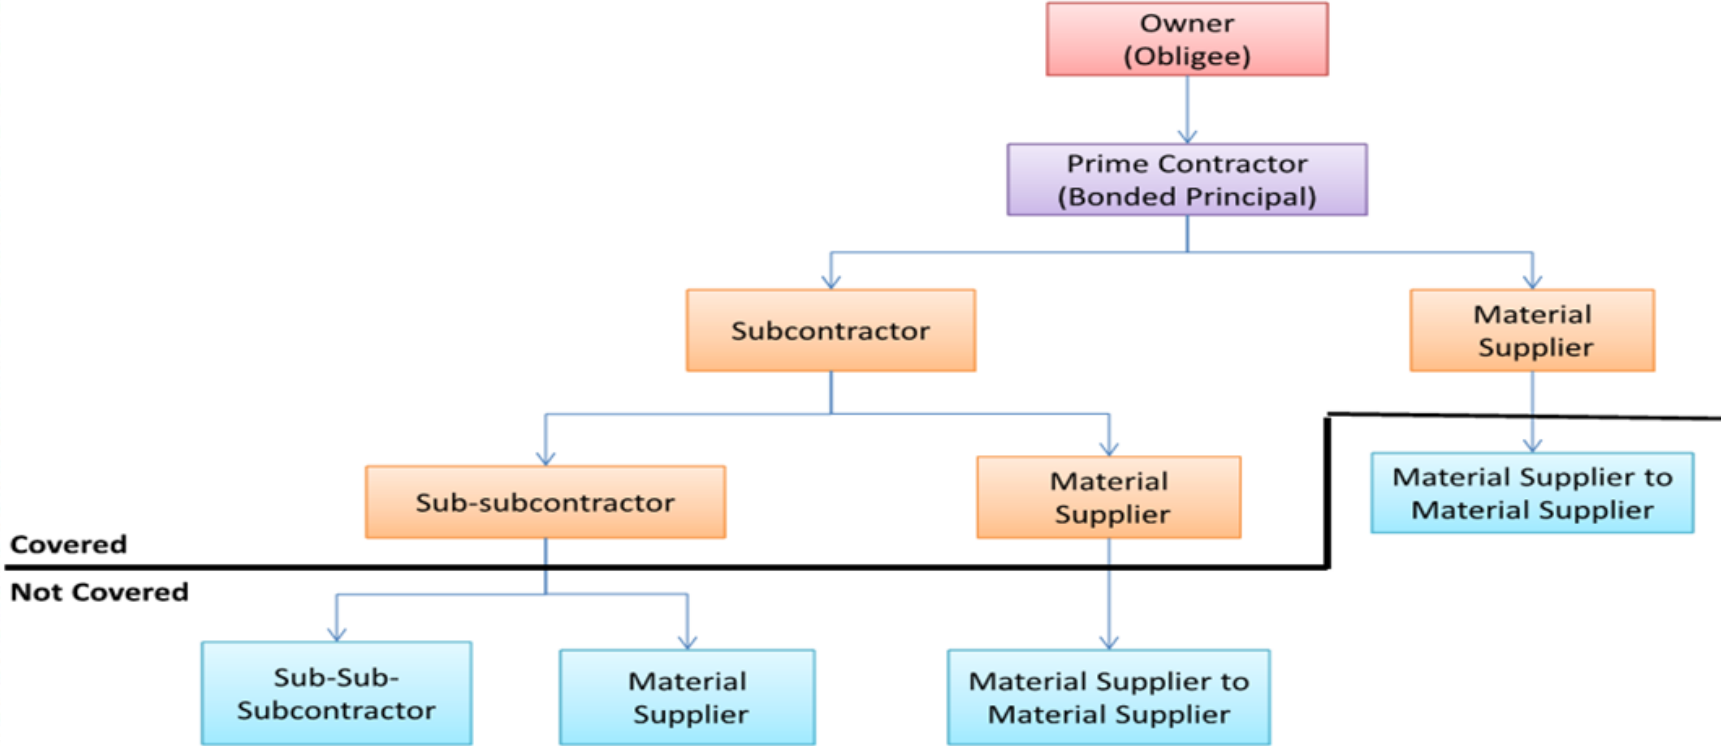 Owner
(Obligee)
Prime Contractor
(Bonded Principal)
Subcontractor
Material
Supplier
Sub-subcontractor
Material
Supplier
Material Supplier to
Material Supplier
Covered
Not Covered
Sub-Sub-
Subcontractor
Material
Supplier
Material Supplier to
Material Supplier